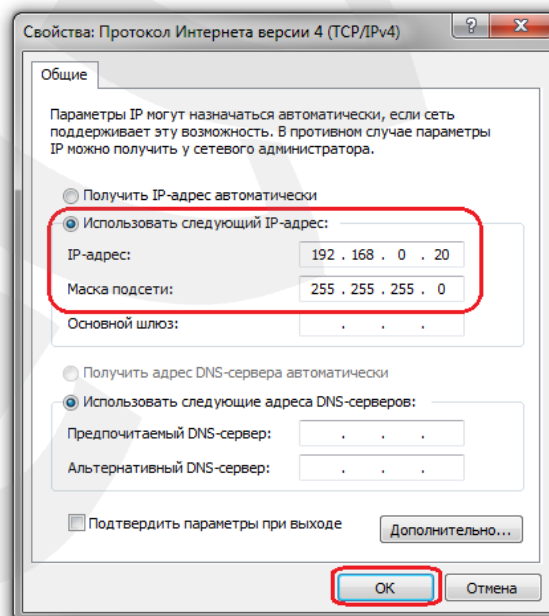 Свойства: Протокол Интернета версии 4 (TCP/IPv4)
Общие
Параметры IP могут назначаться автоматически, если сеть
поддерживает эту возможность. В противном случае параметры
IP можно получить у сетевого администратора.
Получить IP-адрес автоматически
Использовать следующий IP-адрес:
IP-адрес: 192 . 168 . 0 . 20
Маска подсети: 255 . 255 . 255 . 0
Основной шлюз: . . .
Получить адрес DNS-сервера автоматически
Использовать следующие адреса DNS-серверов:
Предпочитаемый DNS-сервер: . . .
Альтернативный DNS-сервер: . . .
Подтвердить параметры при выходе Дополнительно...
ОК Отмена